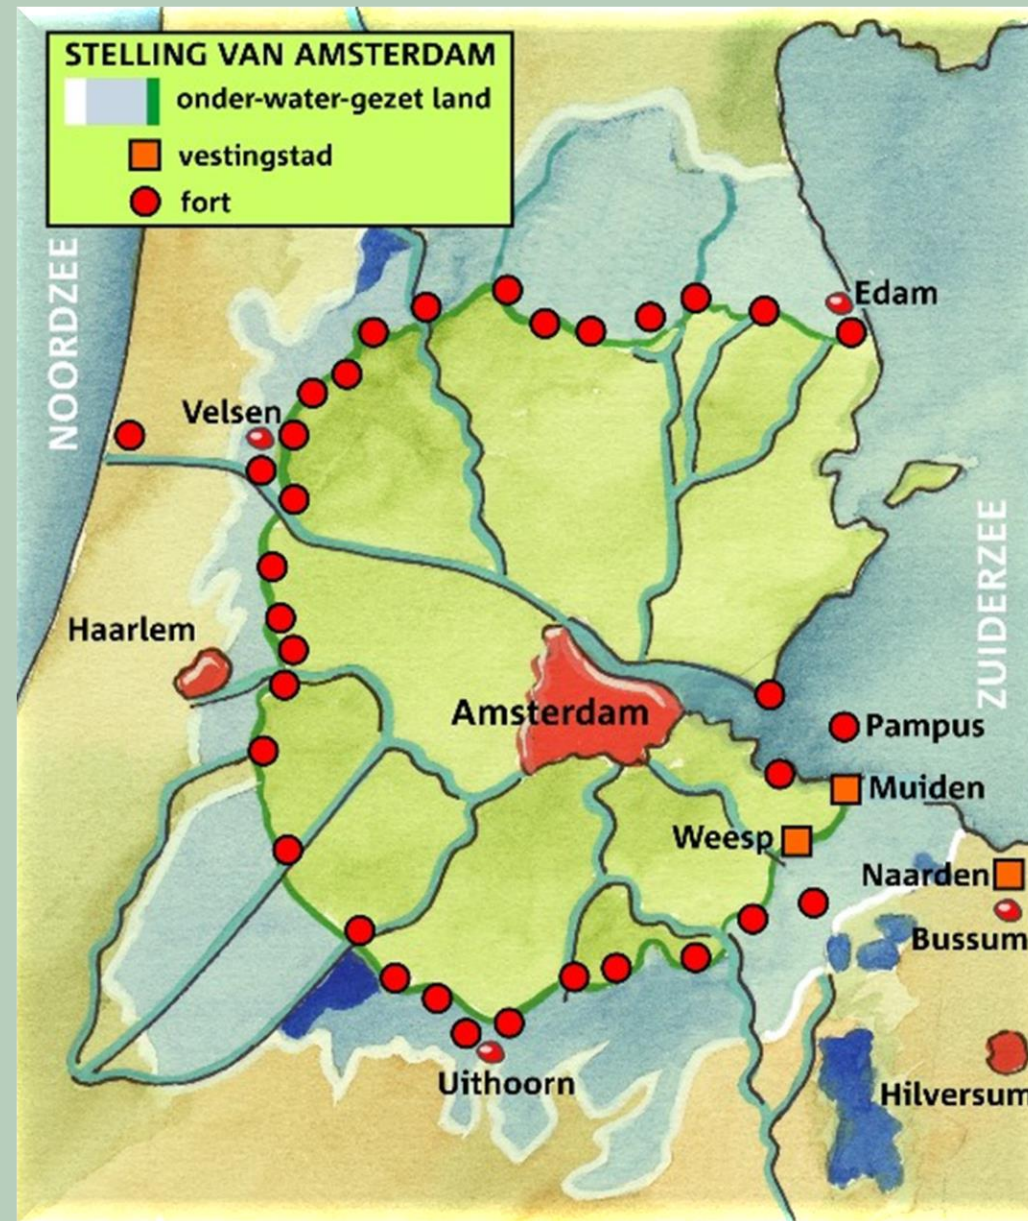 STELLING VAN AMSTERDAM
onder-water-gezet land
vestingstad
fort
NOORDZEE
Edam
Velsen
ZUIDERZEE
Haarlem
Amsterdam
Pampus
Muiden
Weesp
Naarden
Bussum
Uithoorn
Hilversum